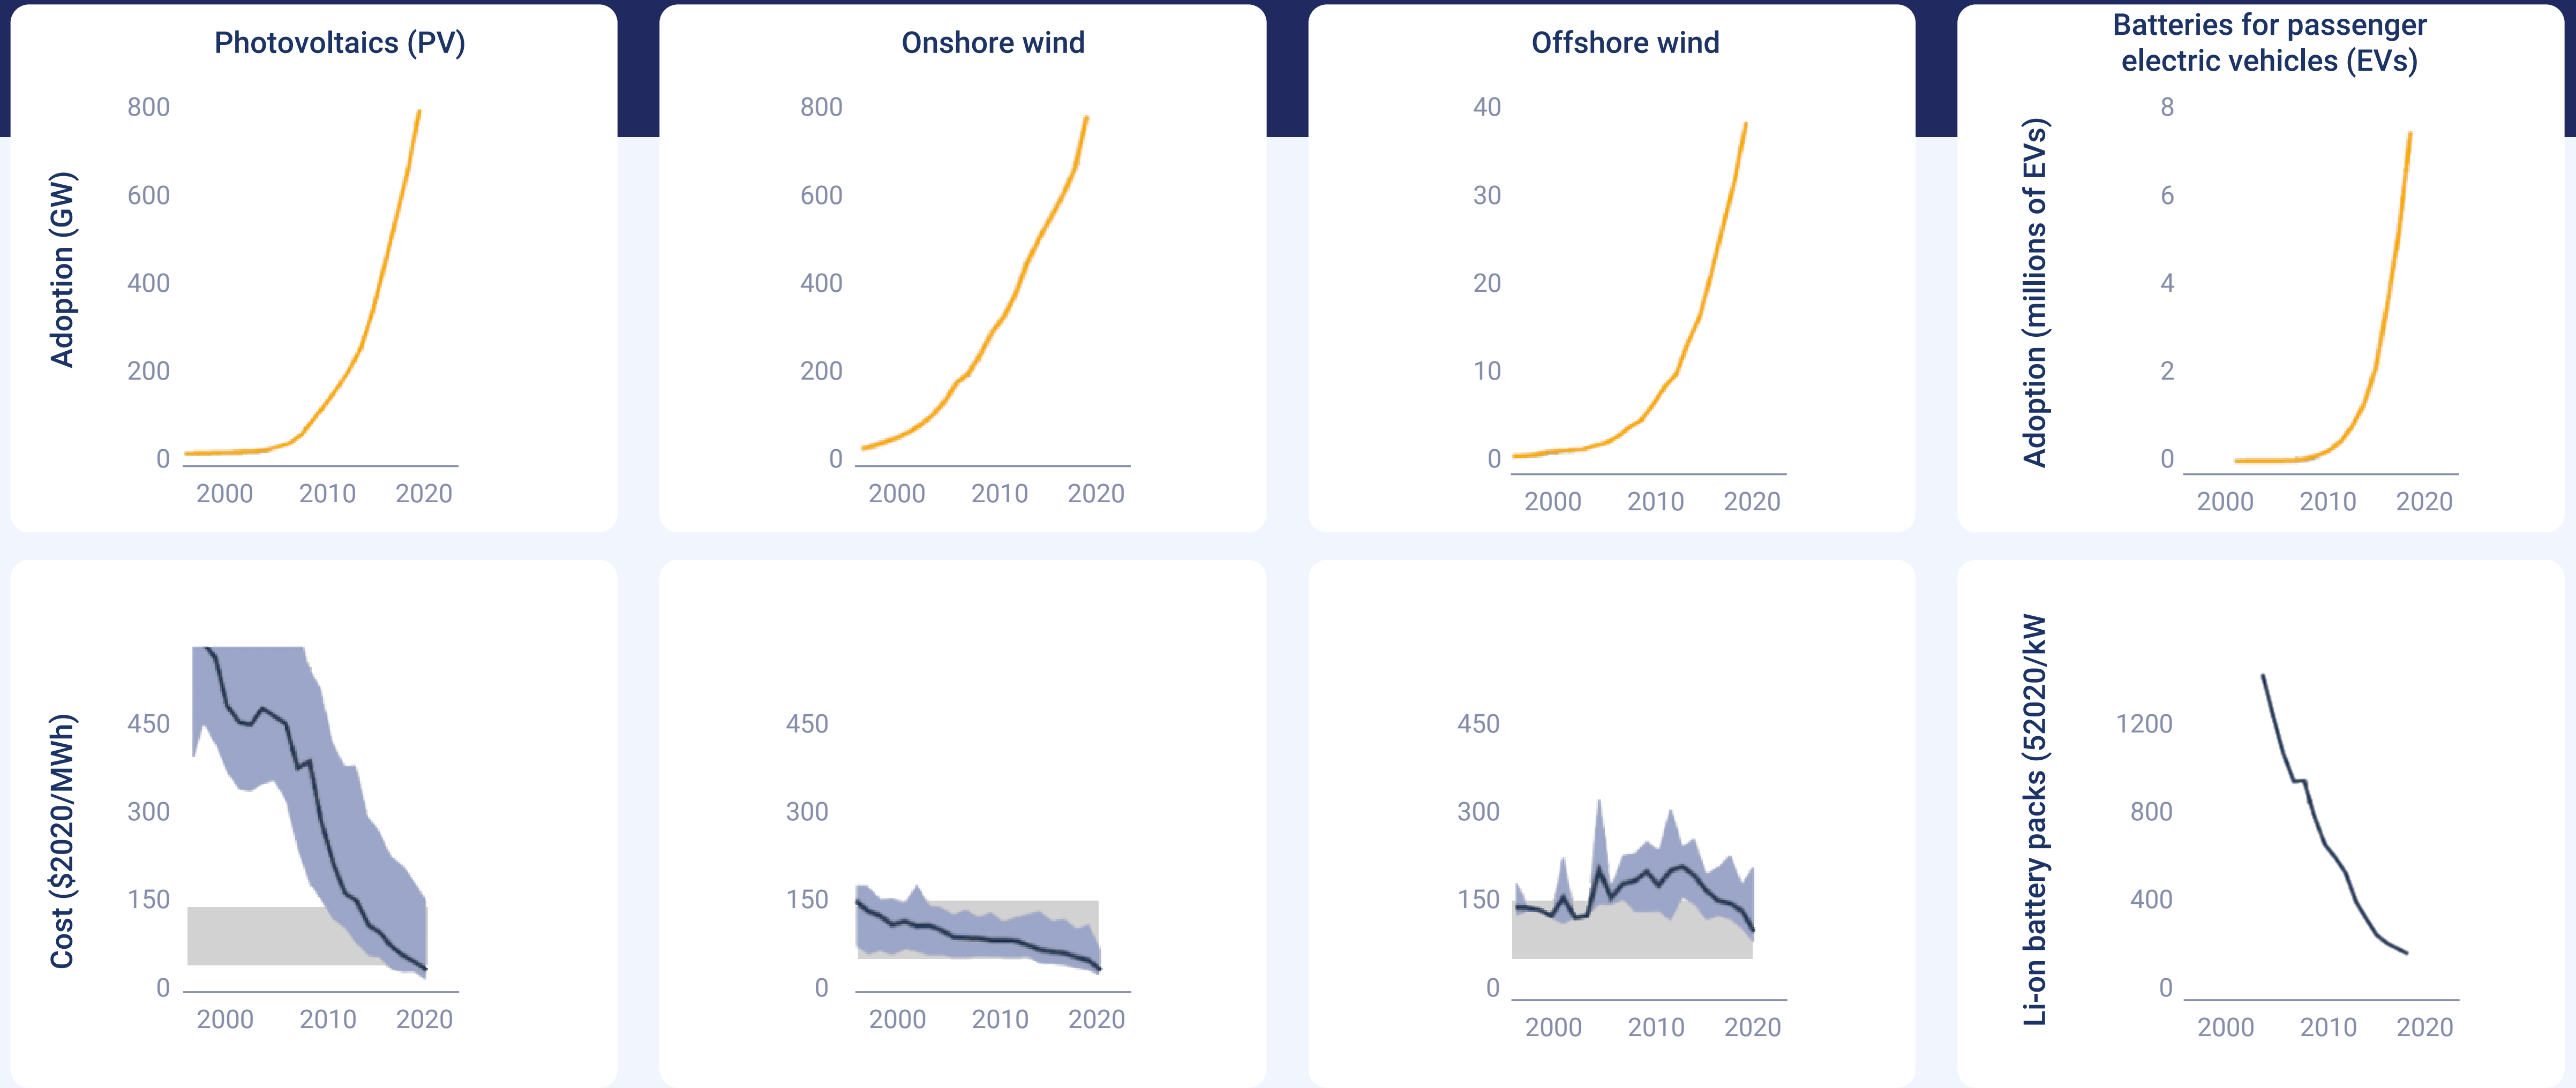 Photovoltaics (PV)
Adoption (GW)
800
600
400
200
0
2000 2010 2020
Onshore wind
800
600
400
200
0
2000 2010 2020
Offshore wind
40
30
20
10
0
2000 2010 2020
Batteries for passenger
electric vehicles (EVs)
Adoption (millions of EVs)
8
6
4
2
0
2000 2010 2020
Cost ($2020/MWh)
450
300
150
0
2000 2010 2020
450
300
150
0
2000 2010 2020
450
300
150
0
2000 2010 2020
Li-on battery packs (52020/kW
1200
800
400
0
2000 2010 2020